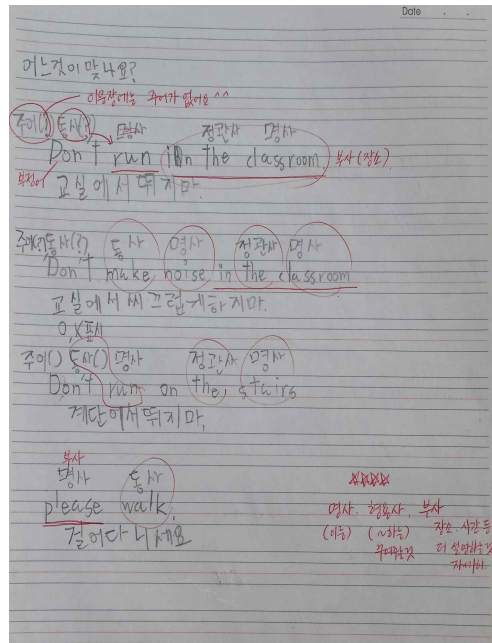 Date
어느것이 맞나요?
이문장에는 주어가 없어요 ^^
주어(?) 동사(?) 명사 정관사 명사
Don't run in the classroom 부사(장소)
부정어
교실에서 뛰지마.
주어(?)동사(?) 동사 명사 정관사 명사
Don't make noise in the classroom
교실에서 씨끄럽게하지마.
O,X표시
주어() 동사() 명사 정관사 명사
Don't run on the, stairs
계단에서뛰지마,
부사
명사 동사
please walk,
걸어다니세요
명사. 형용사. 부사
(이름) (~하는) 장소.시간 등
더 설명하는것
자세히.